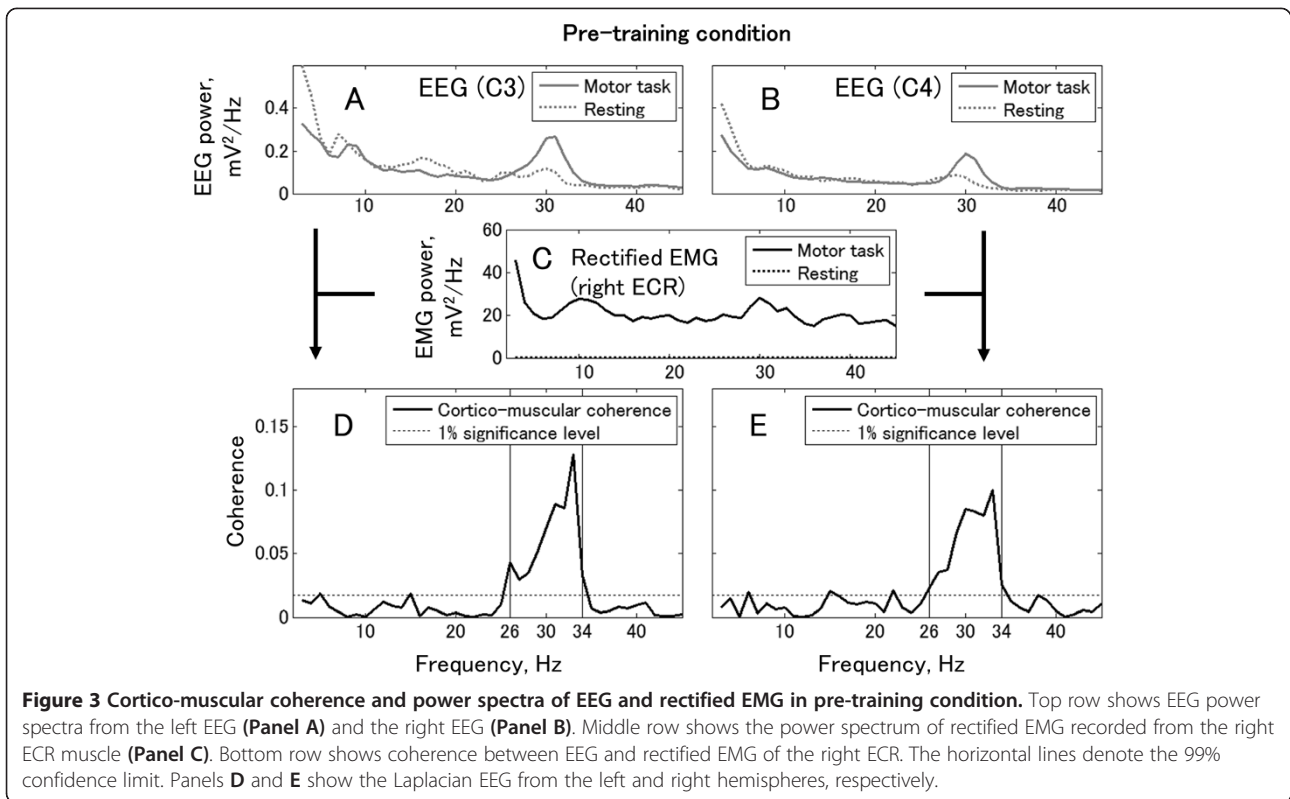 Pre-training condition
EEG power, mV²/Hz
0.4
0.2
0
A
EEG (C3)
Motor task
Resting
10 20 30 40
B
EEG (C4)
Motor task
Resting
10 20 30 40
EMG power, mV²/Hz
60
40
20
0
C
Rectified EMG
(right ECR)
Motor task
Resting
10 20 30 40
Coherence
0.15
0.1
0.05
0
D
Cortico-muscular coherence
1% significance level
10 20 26 30 34 40
Frequency, Hz
E
Cortico-muscular coherence
1% significance level
10 20 26 30 34 40
Frequency, Hz
Figure 3 Cortico-muscular coherence and power spectra of EEG and rectified EMG in pre-training condition. Top row shows EEG power
spectra from the left EEG (Panel A) and the right EEG (Panel B). Middle row shows the power spectrum of rectified EMG recorded from the right
ECR muscle (Panel C). Bottom row shows coherence between EEG and rectified EMG of the right ECR. The horizontal lines denote the 99%
confidence limit. Panels D and E show the Laplacian EEG from the left and right hemispheres, respectively.